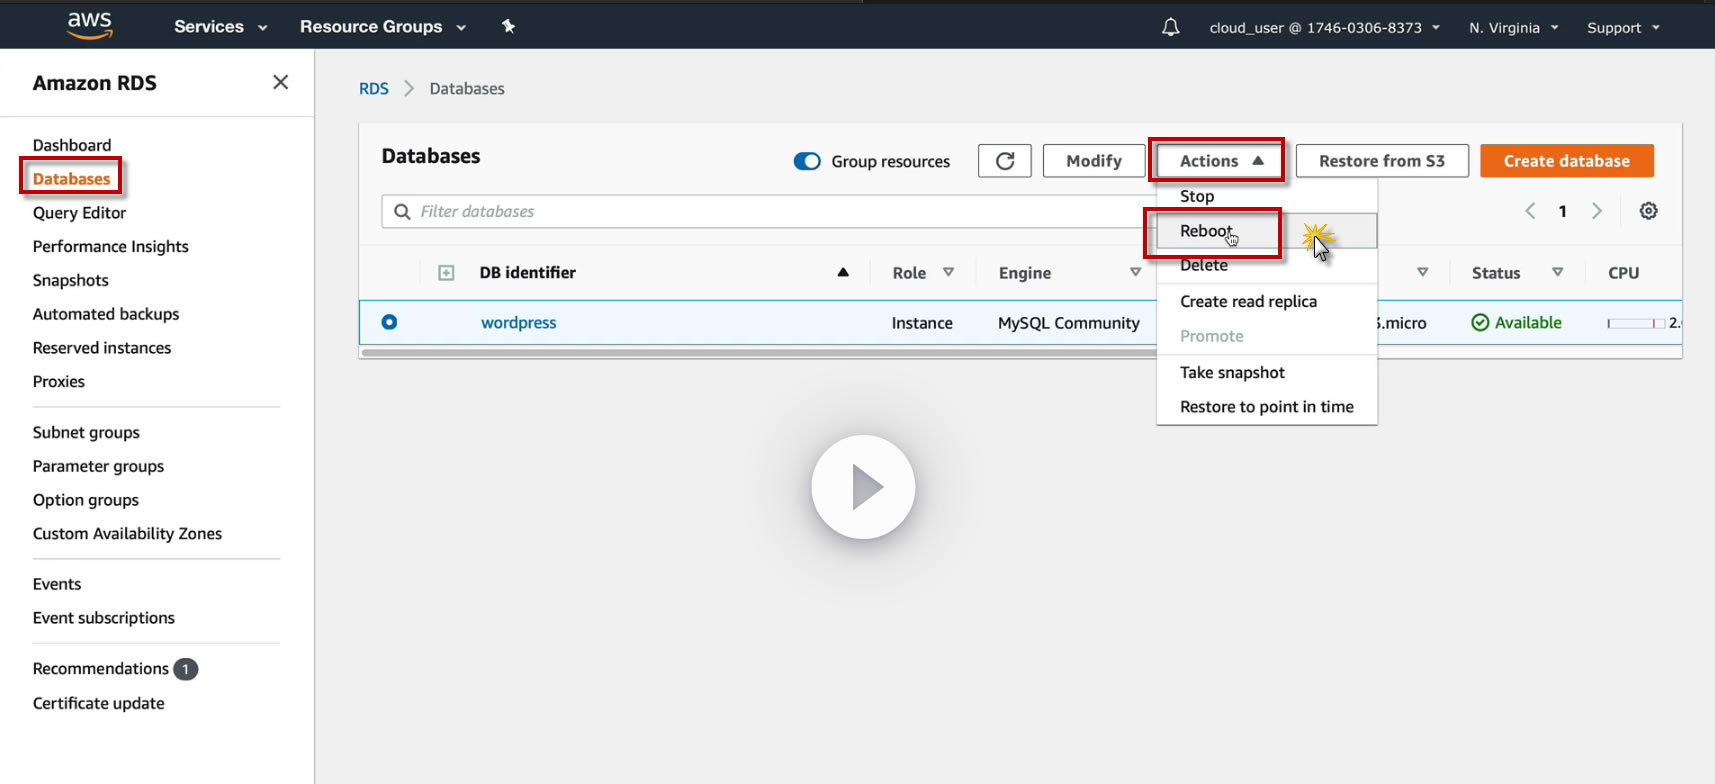 aws Services Resource Groups cloud_user @ 1746-0306-8373 N. Virginia Support
Amazon RDS
Dashboard
Databases
Query Editor
Performance Insights
Snapshots
Automated backups
Reserved instances
Proxies
Subnet groups
Parameter groups
Option groups
Custom Availability Zones
Events
Event subscriptions
Recommendations 1
Certificate update
RDS Databases
Databases Group resources Modify Actions Restore from S3 Create database
Filter databases 1
Stop
Reboot
Delete
Create read replica
Promote
Take snapshot
Restore to point in time
DB identifier Role Engine Status CPU
wordpress Instance MySQL Community .micro Available 2.